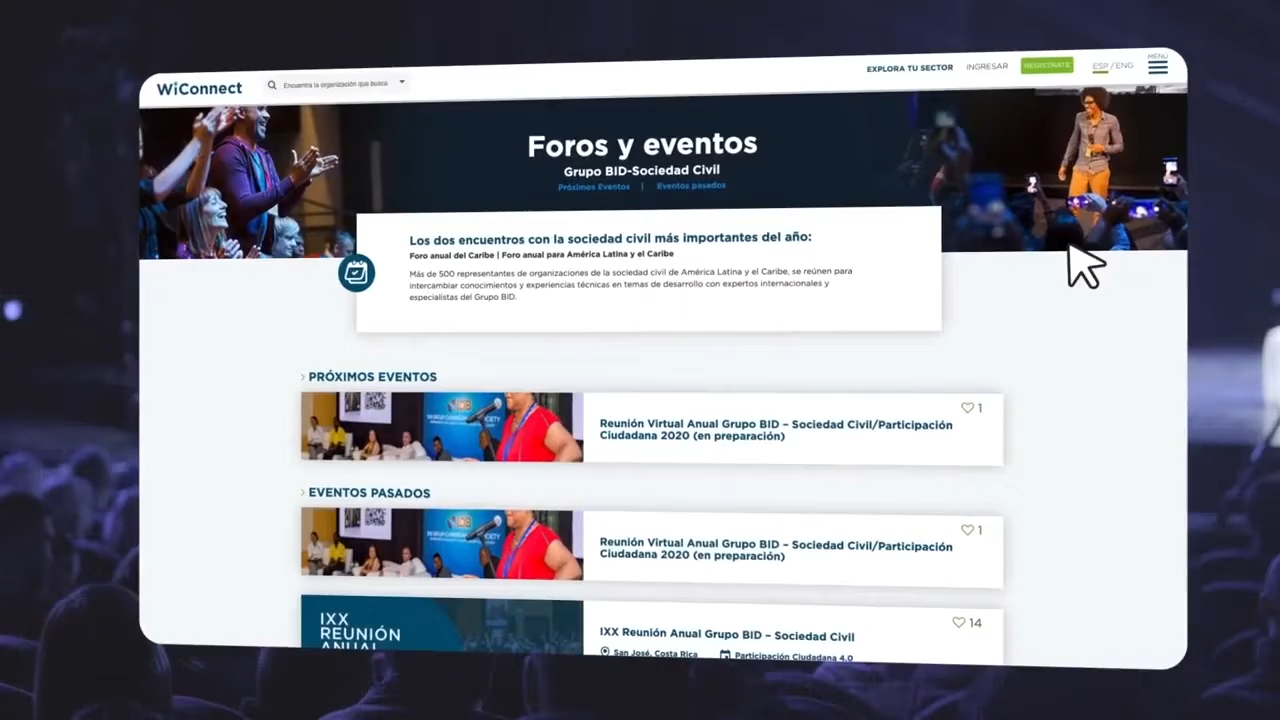 WiConnect
Encuentra la organización que busca
EXPLORA TU SECTOR
INGRESAR
REGÍSTRATE
ESP / ENG
MENÚ
Foros y eventos
Grupo BID-Sociedad Civil
Próximos Eventos | Eventos pasados
Los dos encuentros con la sociedad civil más importantes del año:
Foro anual del Caribe | Foro anual para América Latina y el Caribe
Más de 500 representantes de organizaciones de la sociedad civil de América Latina y el Caribe, se reúnen para
intercambiar conocimientos y experiencias técnicas en temas de desarrollo con expertos internacionales y
especialistas del Grupo BID.
PRÓXIMOS EVENTOS
1
Reunión Virtual Anual Grupo BID – Sociedad Civil/Participación
Ciudadana 2020 (en preparación)
EVENTOS PASADOS
1
Reunión Virtual Anual Grupo BID – Sociedad Civil/Participación
Ciudadana 2020 (en preparación)
IXX
REUNIÓN
ANUAL
14
IXX Reunión Anual Grupo BID – Sociedad Civil
San José, Costa Rica
Participación Ciudadana 4.0